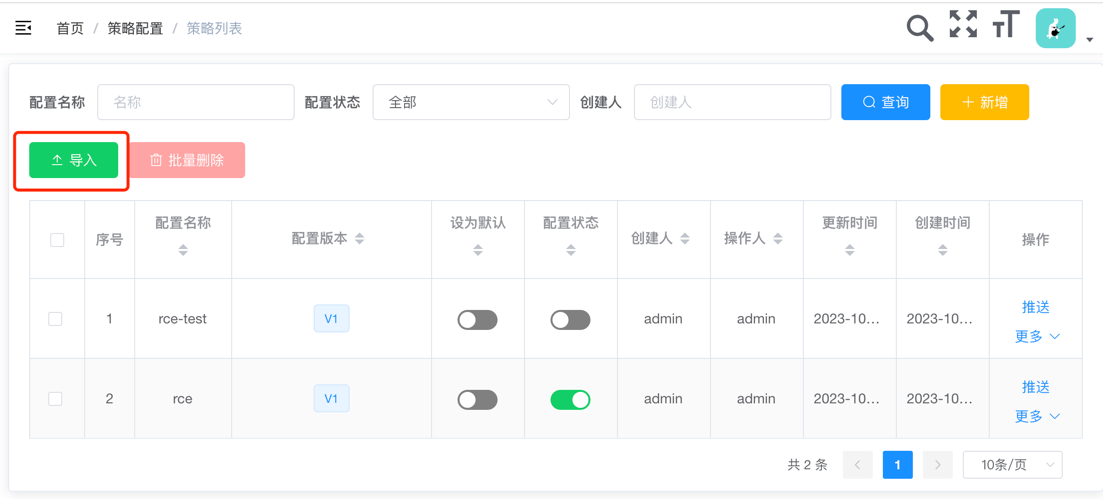 首页 / 策略配置 / 策略列表
配置名称 名称 配置状态 全部 创建人 创建人 查询 新增
导入 批量删除
序号 配置名称 配置版本 设为默认 配置状态 创建人 操作人 更新时间 创建时间 操作
1 rce-test V1 admin admin 2023-10... 2023-10... 推送
更多
2 rce V1 admin admin 2023-10... 2023-10... 推送
更多
共 2 条 1 10条/页